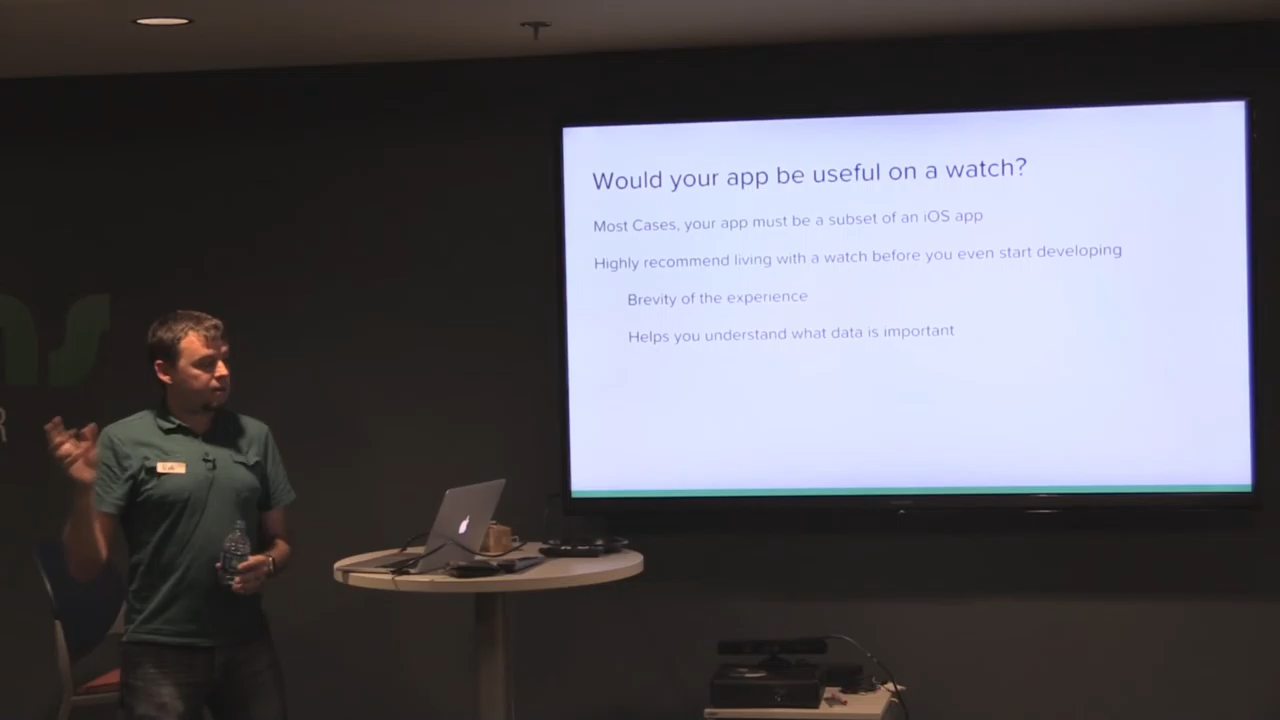 Would your app be useful on a watch?
Most Cases, your app must be a subset of an iOS app
Highly recommend living with a watch before you even start developing
Brevity of the experience
Helps you understand what data is important
ns
R